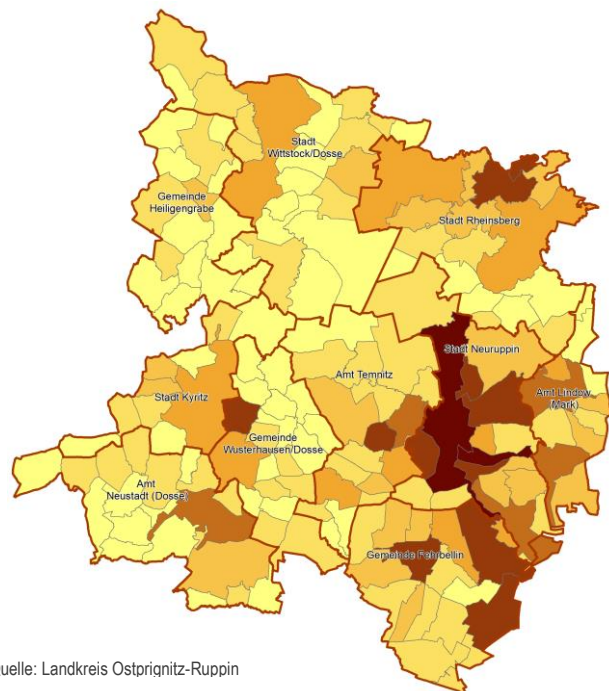 Stadt
Wittstock/Dosse
Gemeinde
Heiligengrabe
Stadt Rheinsberg
Stadt Neuruppin
Amt Temnitz
Amt Lindow
(Mark)
Stadt Kyritz
Gemeinde
Wusterhausen/Dosse
Amt
Neustadt (Dosse)
Gemeinde Fehrbellin
uelle: Landkreis Ostprignitz-Ruppin